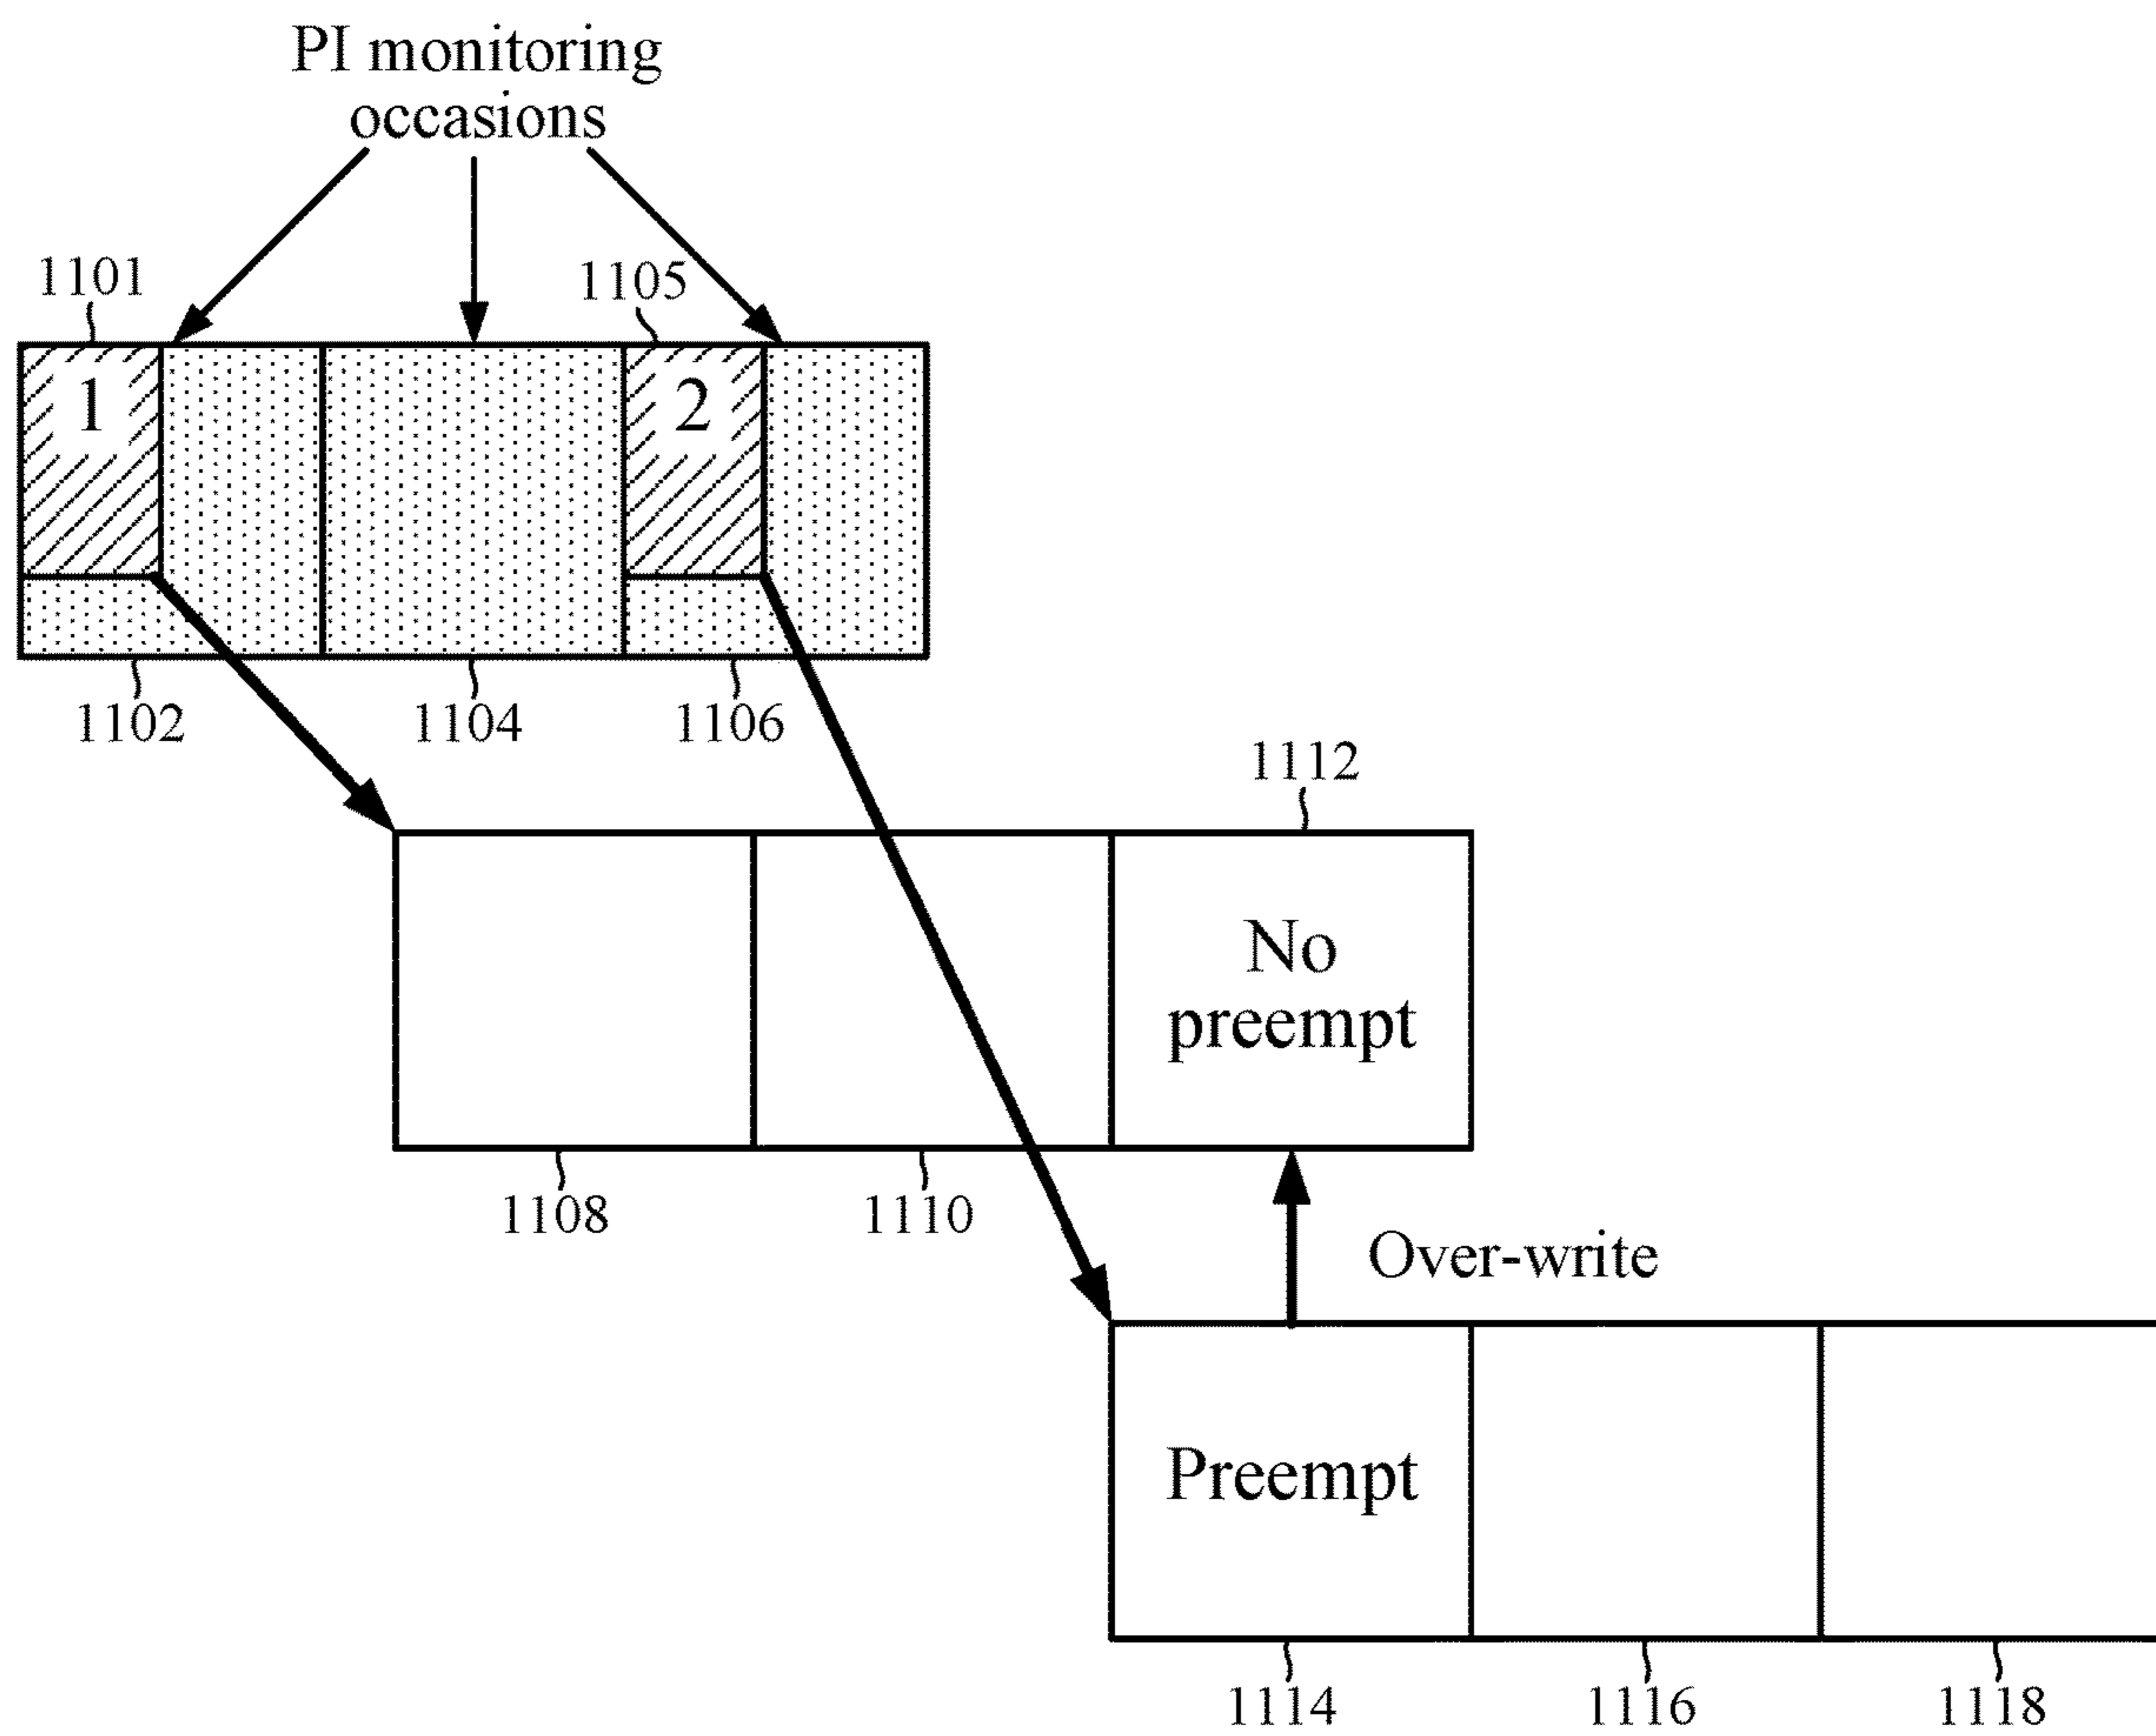 PI monitoring
occasions
1101
1105
1
2
1102
1104
1106
1112
No
preempt
1108
1110
Over-write
Preempt
1114
1116
1118